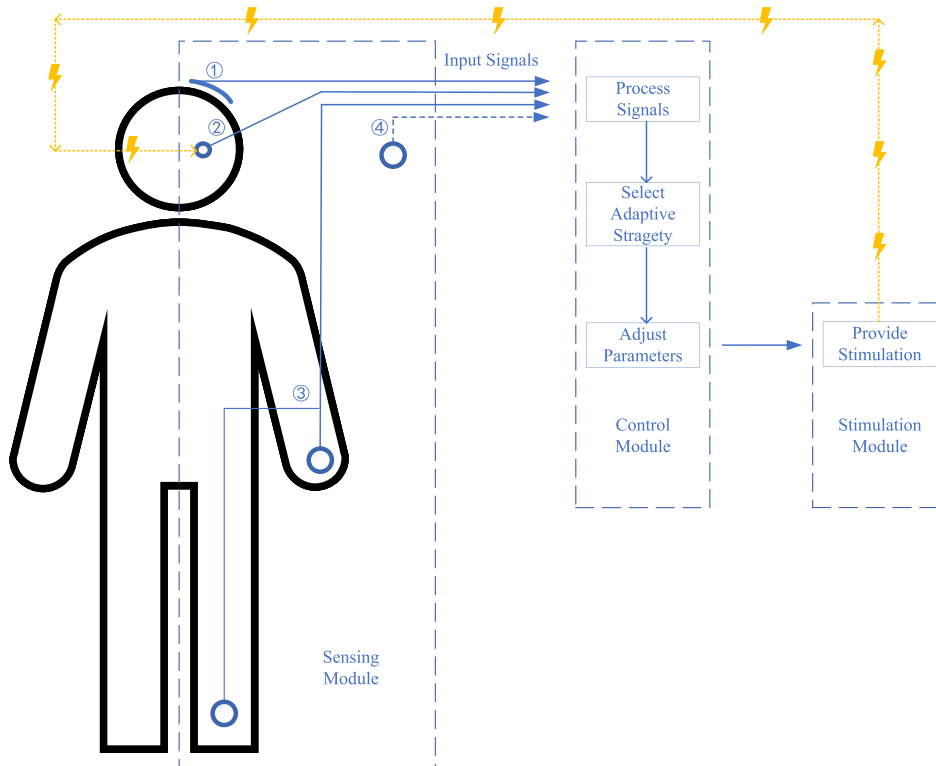 Input Signals
①
②
④
③
Sensing
Module
Process
Signals
Select
Adaptive
Stragety
Adjust
Parameters
Control
Module
Provide
Stimulation
Stimulation
Module